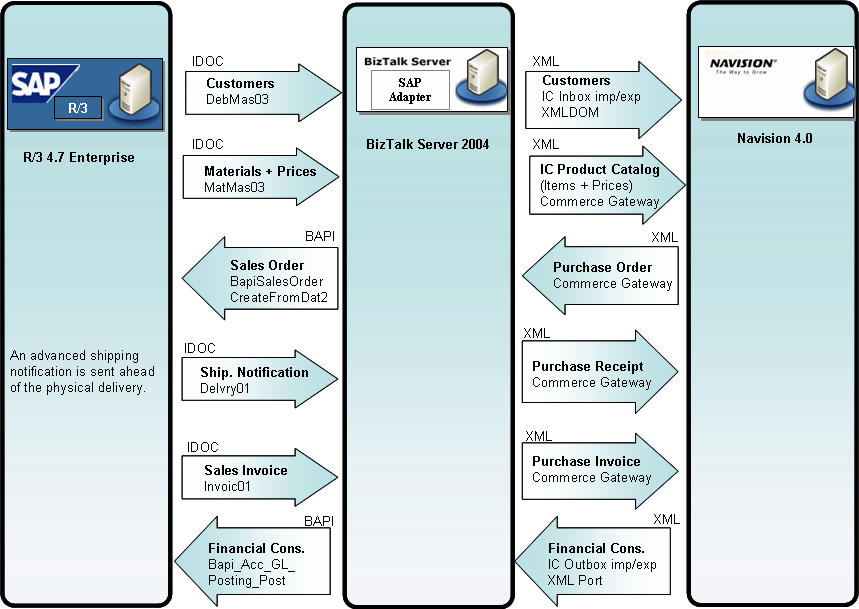 SAP
R/3
R/3 4.7 Enterprise
An advanced shipping
notification is sent ahead
of the physical delivery.
IDOC
Customers
DebMas03
IDOC
Materials + Prices
MatMas03
BAPI
Sales Order
BapiSalesOrder
CreateFromDat2
IDOC
Ship. Notification
Delvry01
IDOC
Sales Invoice
Invoic01
BAPI
Financial Cons.
Bapi_Acc_GL_
Posting_Post
BizTalk Server
SAP
Adapter
BizTalk Server 2004
XML
Customers
IC Inbox imp/exp
XMLDOM
XML
IC Product Catalog
(Items + Prices)
Commerce Gateway
XML
Purchase Order
Commerce Gateway
XML
Purchase Receipt
Commerce Gateway
XML
Purchase Invoice
Commerce Gateway
XML
Financial Cons.
IC Outbox imp/exp
XML Port
NAVISION®
The Way to Grow
Navision 4.0